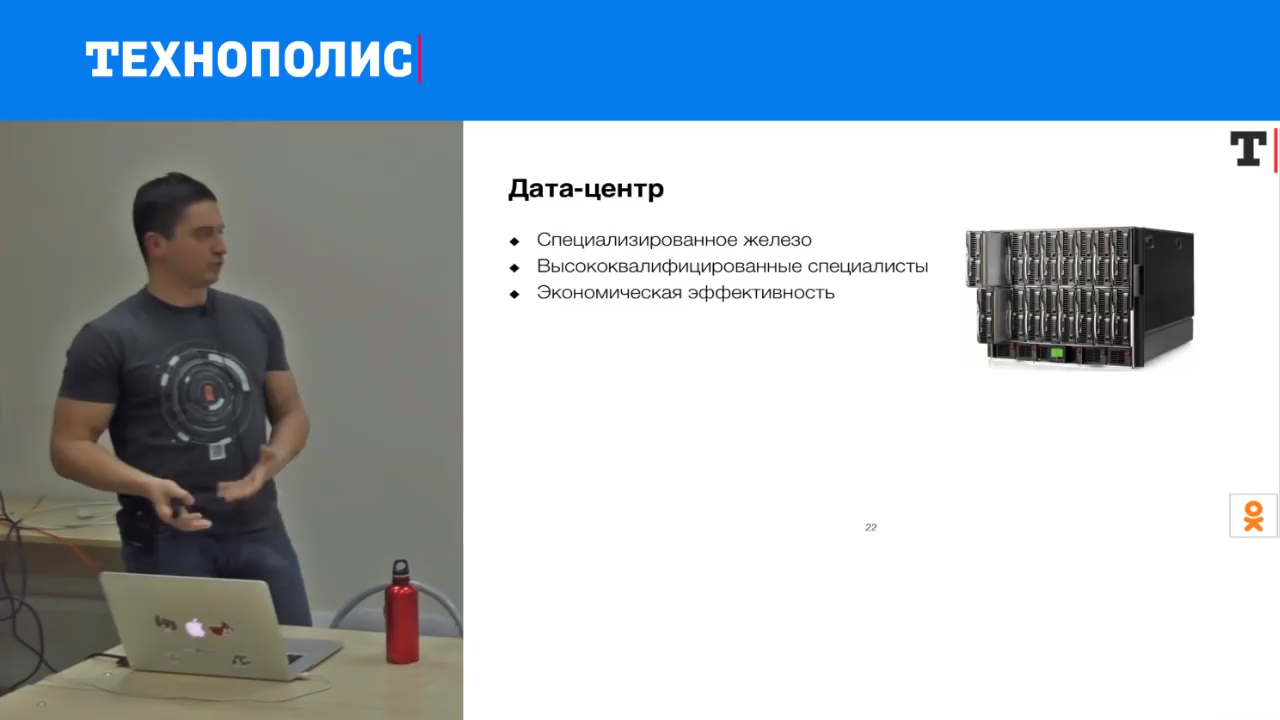 ТЕХНОПОЛИС
Т
Дата-центр
Специализированное железо
Высококвалифицированные специалисты
Экономическая эффективность
22